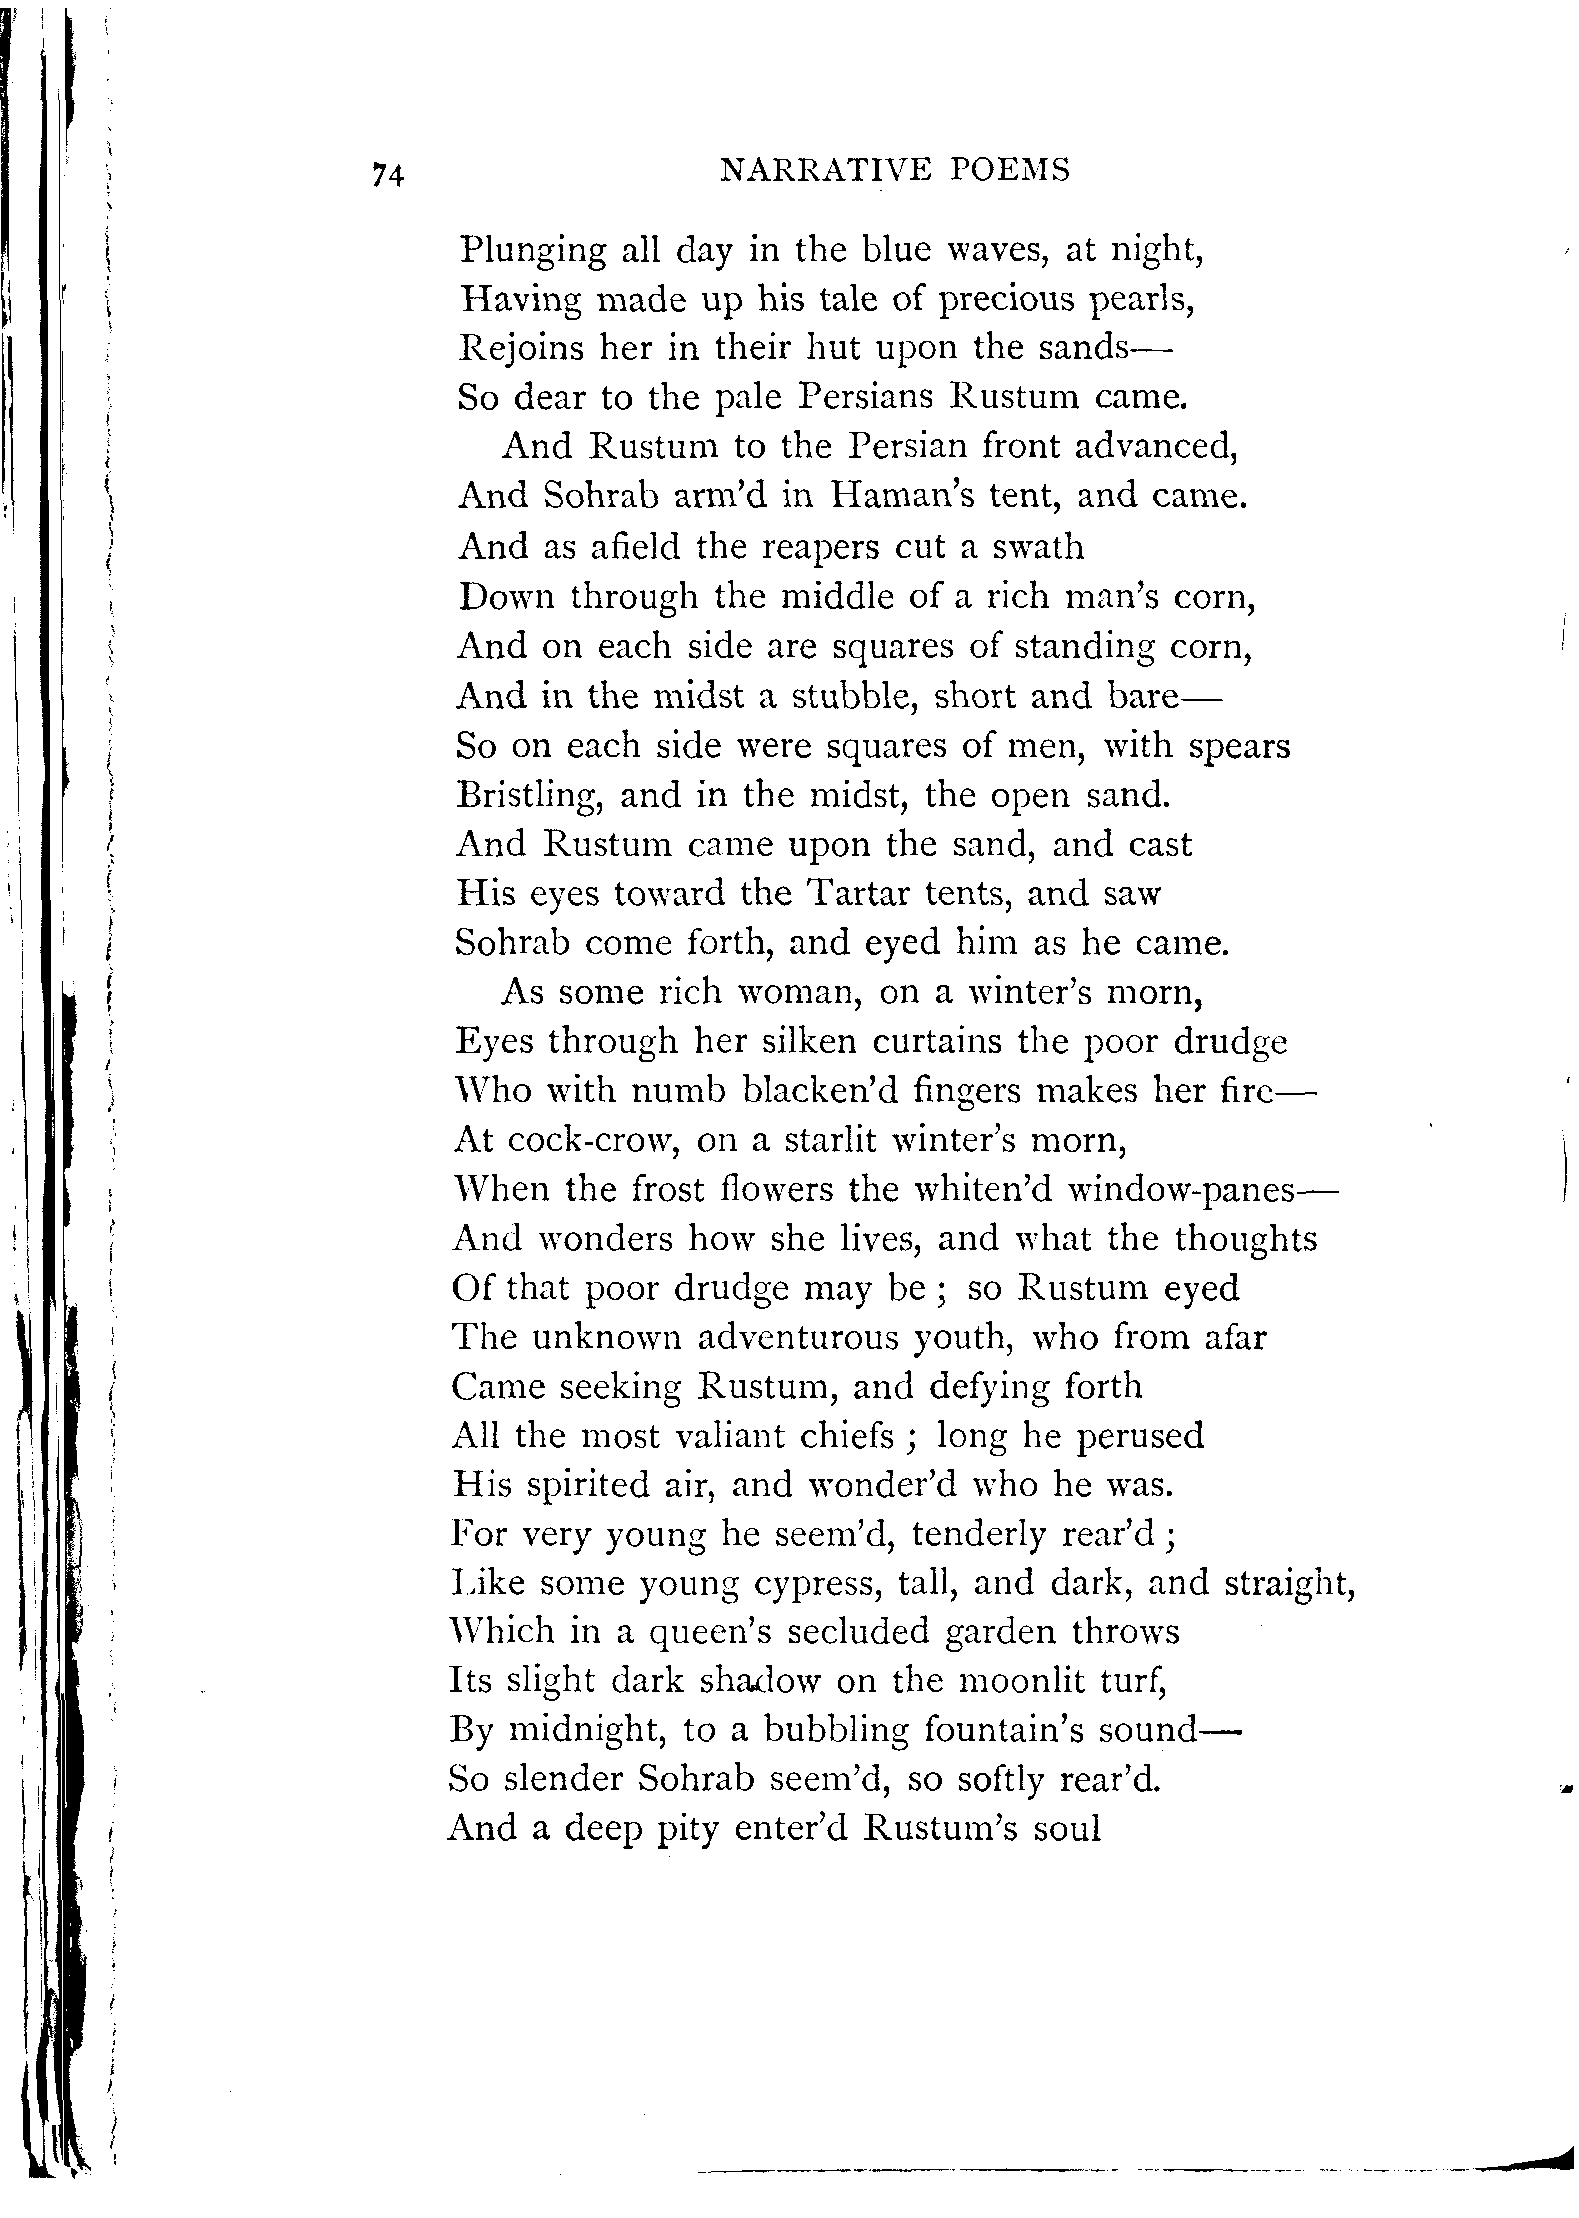 74 NARRATIVE POEMS
Plunging all day in the blue waves, at night,
Having made up his tale of precious pearls,
Rejoins her in their hut upon the sands—
So dear to the pale Persians Rustum came.
And Rustum to the Persian front advanced,
And Sohrab arm'd in Haman's tent, and came.
And as afield the reapers cut a swath
Down through the middle of a rich man's corn,
And on each side are squares of standing corn,
And in the midst a stubble, short and bare—
So on each side were squares of men, with spears
Bristling, and in the midst, the open sand.
And Rustum came upon the sand, and cast
His eyes toward the Tartar tents, and saw
Sohrab come forth, and eyed him as he came.
As some rich woman, on a winter's morn,
Eyes through her silken curtains the poor drudge
Who with numb blacken'd fingers makes her fire—
At cock-crow, on a starlit winter's morn,
When the frost flowers the whiten'd window-panes—
And wonders how she lives, and what the thoughts
Of that poor drudge may be ; so Rustum eyed
The unknown adventurous youth, who from afar
Came seeking Rustum, and defying forth
All the most valiant chiefs ; long he perused
His spirited air, and wonder'd who he was.
For very young he seem'd, tenderly rear'd ;
Like some young cypress, tall, and dark, and straight,
Which in a queen's secluded garden throws
Its slight dark shadow on the moonlit turf,
By midnight, to a bubbling fountain's sound—
So slender Sohrab seem'd, so softly rear'd.
And a deep pity enter'd Rustum's soul